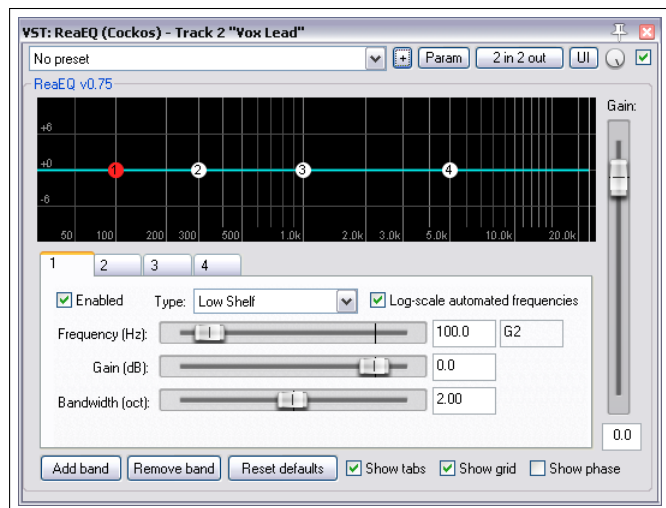 VST: ReaEQ (Cockos) - Track 2 "Vox Lead"
No preset + Param 2 in 2 out UI
ReaEQ v0.75
Gain:
+6
+0 1 2 3 4
-6
50 100 200 300 500 1.0k 2.0k 3.0k 5.0k 10.0k 20.0k
1 2 3 4
Enabled Type: Low Shelf Log-scale automated frequencies
Frequency (Hz): 100.0 G2
Gain (dB): 0.0
Bandwidth (oct): 2.00
0.0
Add band Remove band Reset defaults Show tabs Show grid Show phase